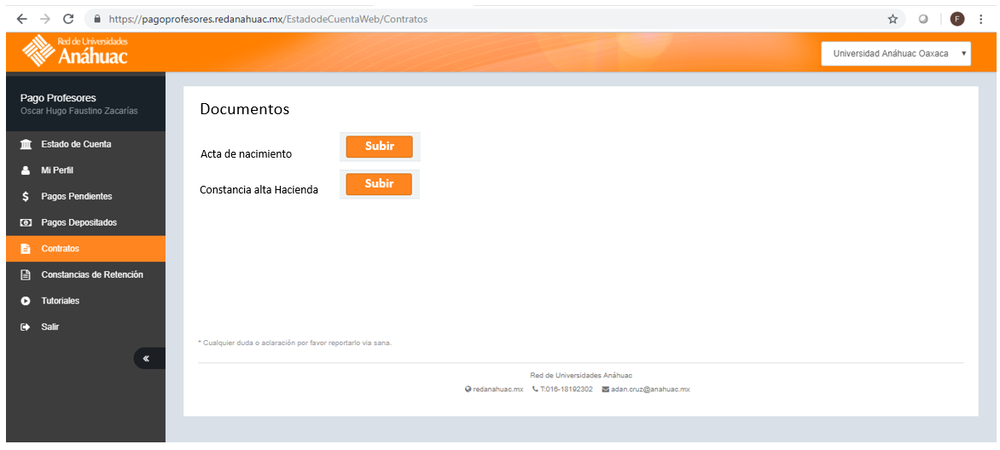 https://pagoprofesores.redanahuac.mx/EstadodeCuentaWeb/Contratos
F
Red de Universidades
Anáhuac
Universidad Anáhuac Oaxaca
Pago Profesores
Oscar Hugo Faustino Zacarías
Estado de Cuenta
Mi Perfil
Pagos Pendientes
Pagos Depositados
Contratos
Constancias de Retención
Tutoriales
Salir
Documentos
Acta de nacimiento
Subir
Constancia alta Hacienda
Subir
* Cualquier duda o aclaración por favor reportarlo via sana.
Red de Universidades Anáhuac
redanahuac.mx T:016-18192302 adan.cruz@anahuac.mx